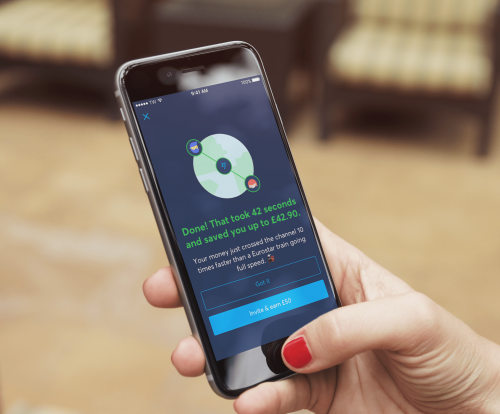 TW 9:41 AM 100%
Done! That took 42 seconds
and saved you up to £42.90.
Your money just crossed the channel 10
times faster than a Eurostar train going
full speed.
Got it
Invite & earn £50